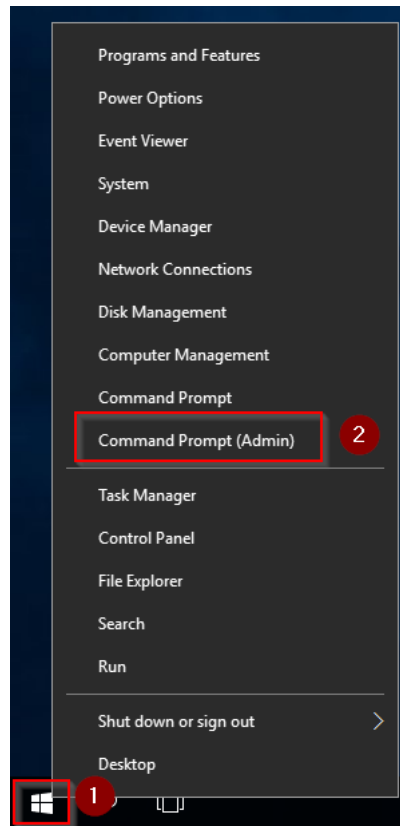 Programs and Features
Power Options
Event Viewer
System
Device Manager
Network Connections
Disk Management
Computer Management
Command Prompt
Command Prompt (Admin)
2
Task Manager
Control Panel
File Explorer
Search
Run
Shut down or sign out
Desktop
1